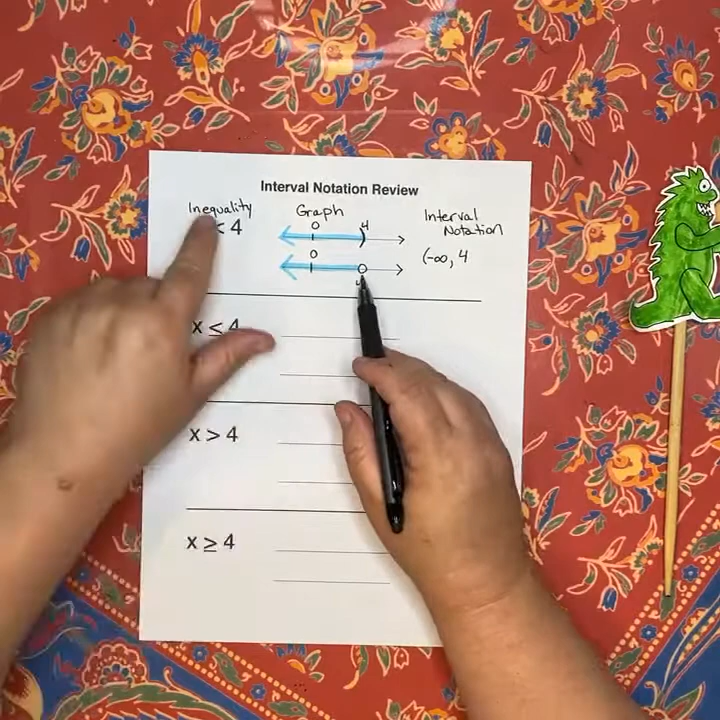 Interval Notation Review
Inequality Graph Interval Notation
< 4
0 4
0
(-∞, 4
x ≤ 4
x > 4
x ≥ 4